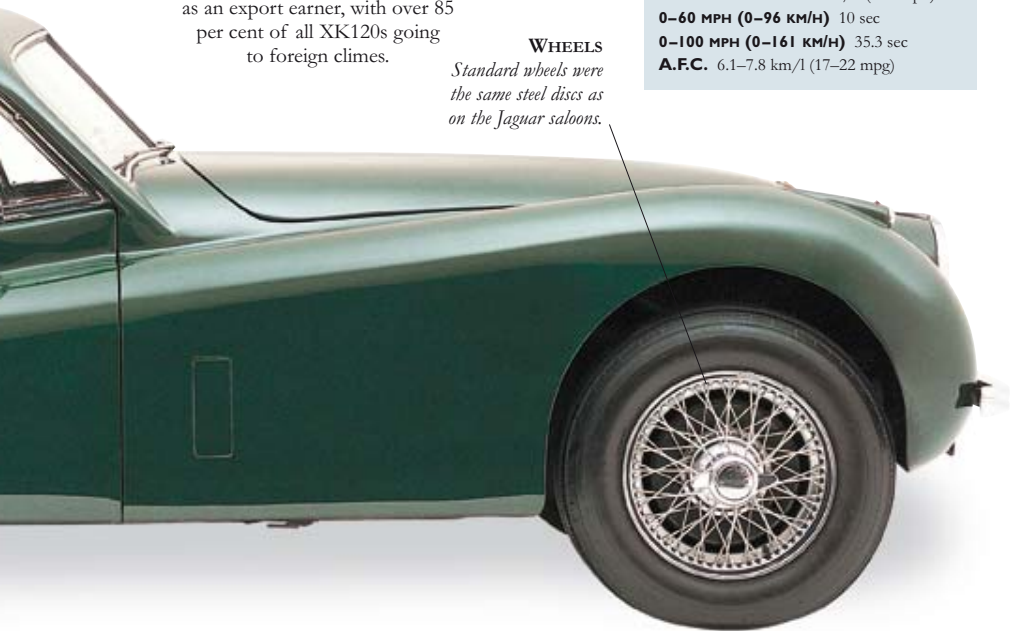 as an export earner, with over 85
per cent of all XK120s going
to foreign climes.
WHEELS
Standard wheels were
the same steel discs as
on the Jaguar saloons.
0–60 MPH (0–96 KM/H) 10 sec
0–100 MPH (0–161 KM/H) 35.3 sec
A.F.C. 6.1–7.8 km/l (17–22 mpg)